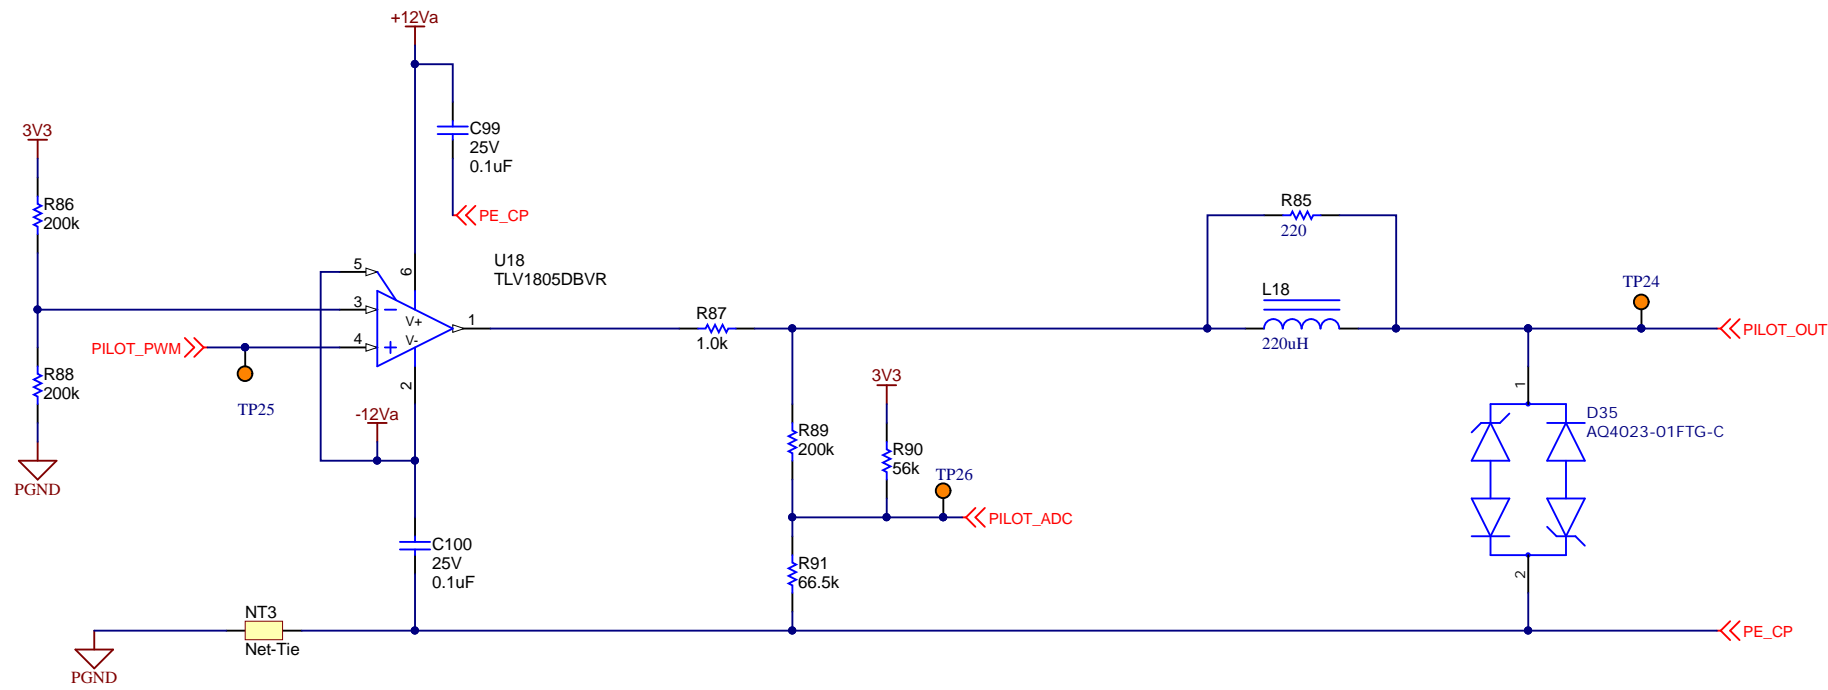 +12Va
C99
25V
0.1uF
PE_CP
3V3
R86
200k
U18
TLV1805DBVR
5
6
3
V+
1
V-
4
2
PILOT_PWM
TP25
R88
200k
PGND
-12Va
R87
1.0k
R85
220
L18
220uH
TP24
PILOT_OUT
3V3
R89
200k
R90
56k
TP26
PILOT_ADC
1
D35
AQ4023-01FTG-C
2
C100
25V
0.1uF
R91
66.5k
NT3
Net-Tie
PGND
PE_CP